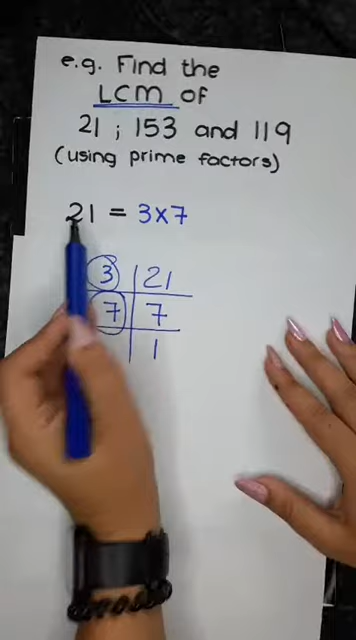 e.g. Find the
LCM of
21 ; 153 and 119
(using prime factors)
21 = 3x7
3 | 21
7 | 7
| 1